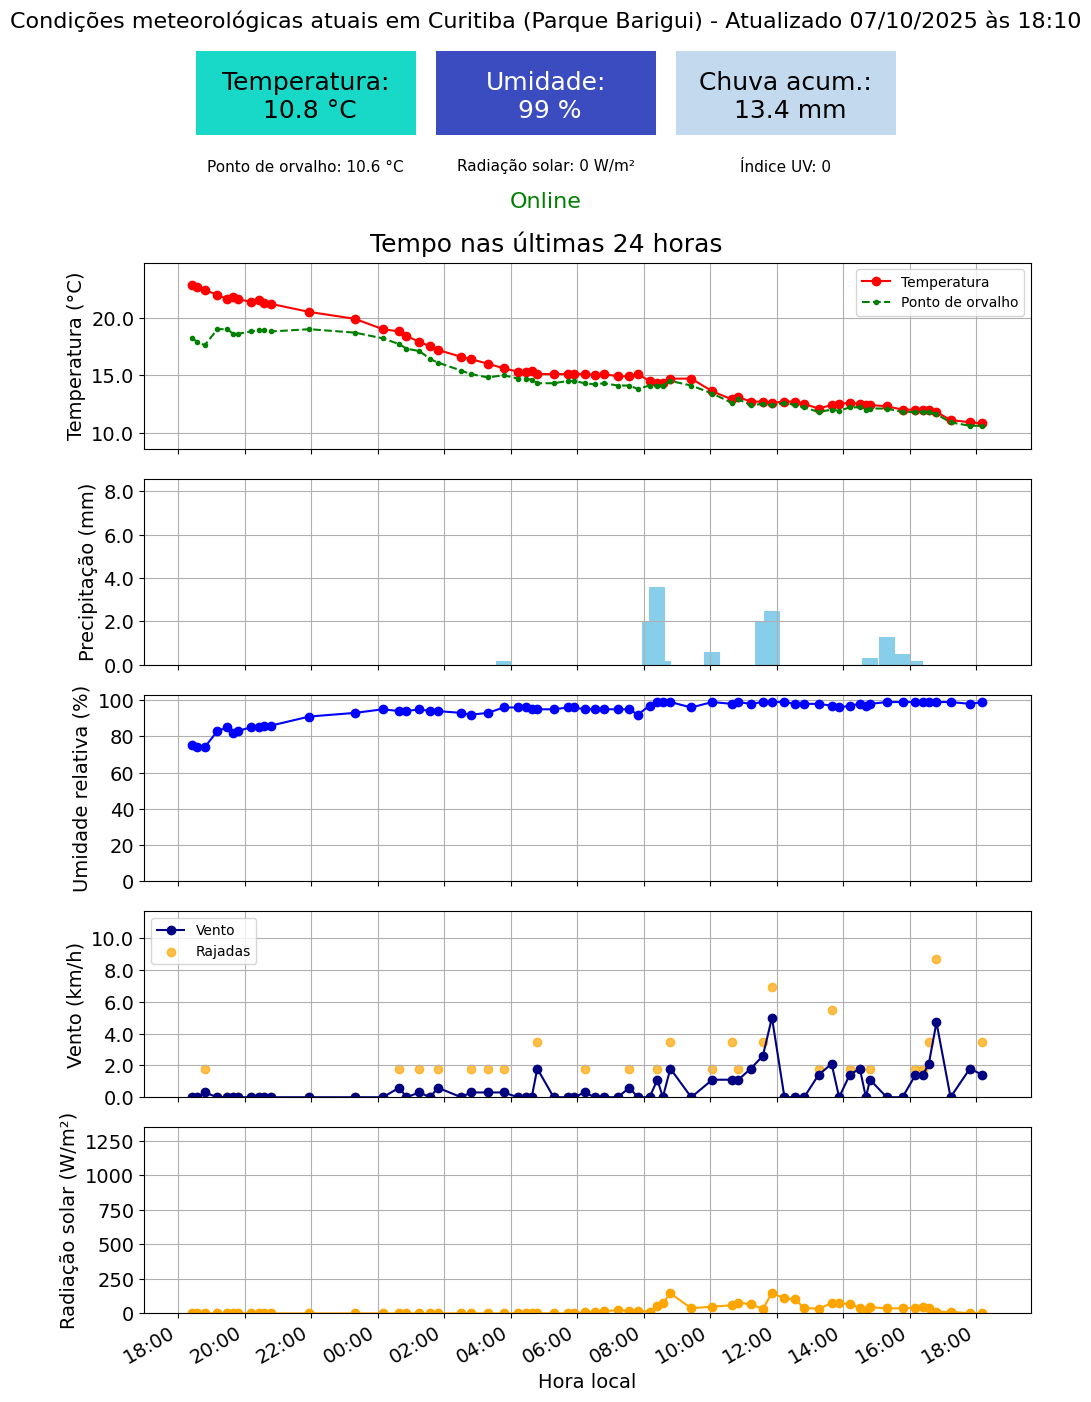 Condições meteorológicas atuais em Curitiba (Parque Barigui) - Atualizado 07/10/2025 às 18:10
Temperatura:
10.8 °C
Umidade:
99 %
Chuva acum.:
13.4 mm
Ponto de orvalho: 10.6 °C
Radiação solar: 0 W/m²
Índice UV: 0
Online
Tempo nas últimas 24 horas
Temperatura (°C)
20.0
15.0
10.0
Temperatura
Ponto de orvalho
Precipitação (mm)
8.0
6.0
4.0
2.0
0.0
Umidade relativa (%)
100
80
60
40
20
0
Vento (km/h)
10.0
8.0
6.0
4.0
2.0
0.0
Vento
Rajadas
Radiação solar (W/m²)
1250
1000
750
500
250
0
18:00
20:00
22:00
00:00
02:00
04:00
06:00
08:00
10:00
12:00
14:00
16:00
18:00
Hora local